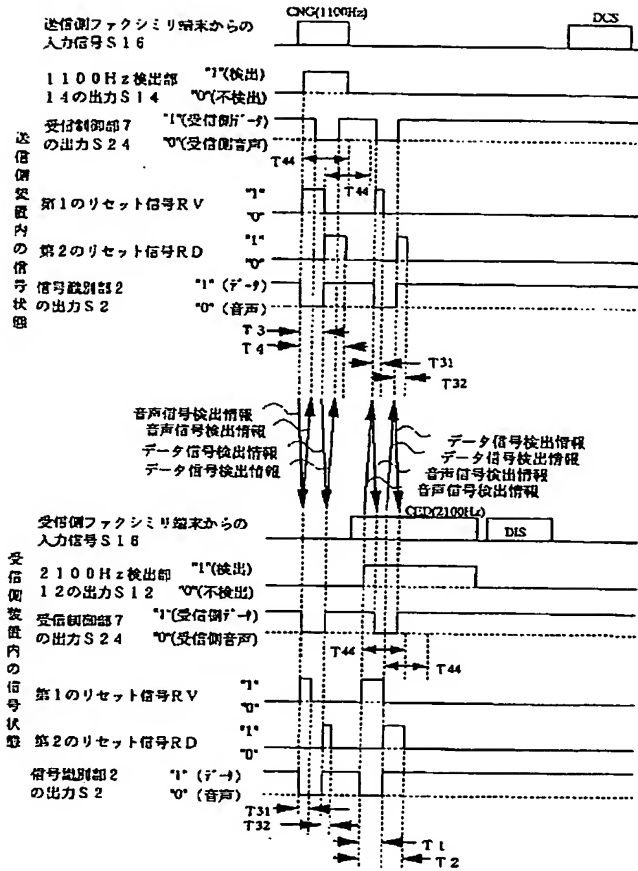 CNG(1100Hz)
DCS
送信側ファクシミリ端末からの
入力信号S16
1100Hz検出部 "1"(検出)
14の出力S14 "0"(不検出)
受信制御部7 "1"(受信側データ)
の出力S24 "0"(受信側音声)
T44
T44
第1のリセット信号RV "1"
"0"
第2のリセット信号RD "1"
"0"
信号識別部2 "1"(データ)
の出力S2 "0"(音声)
送信側装置内の信号状態
T3
T4
T31
T32
音声信号検出情報
音声信号検出情報
データ信号検出情報
データ信号検出情報
データ信号検出情報
データ信号検出情報
音声信号検出情報
音声信号検出情報
CED(2100Hz)
受信側ファクシミリ端末からの
入力信号S16
DIS
2100Hz検出部 "1"(検出)
12の出力S12 "0"(不検出)
受信制御部7 "1"(受信側データ)
の出力S24 "0"(受信側音声)
T44
T44
第1のリセット信号RV "1"
"0"
第2のリセット信号RD "1"
"0"
信号識別部2 "1"(データ)
の出力S2 "0"(音声)
受信側装置内の信号状態
T31
T32
T1
T2